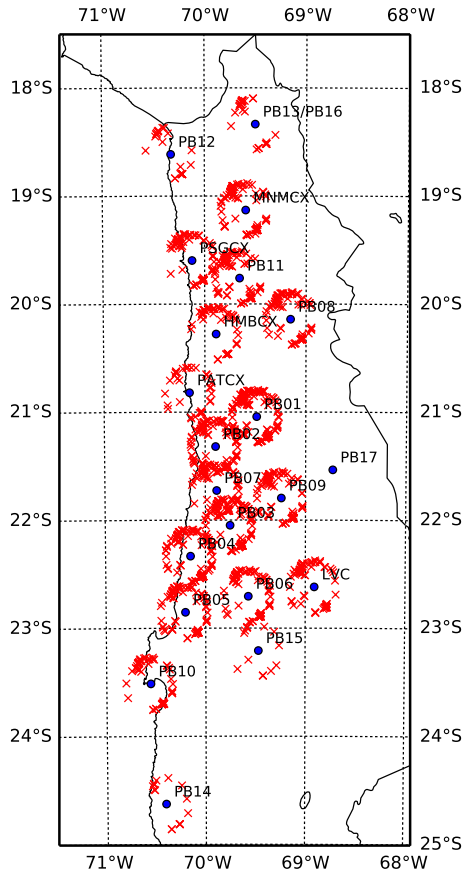 71°W 70°W 69°W 68°W
18°S 18°S
PB13/PB16
PB12
19°S 19°S
MNMCX
PSGCX
PB11
20°S 20°S
PB08
HMBCX
PATCX
21°S 21°S
PB01
PB02
PB17
PB07
PB09
22°S 22°S
PB03
PB04
LVC
PB06
PB05
23°S 23°S
PB15
PB10
24°S 24°S
PB14
25°S 25°S
71°W 70°W 69°W 68°W